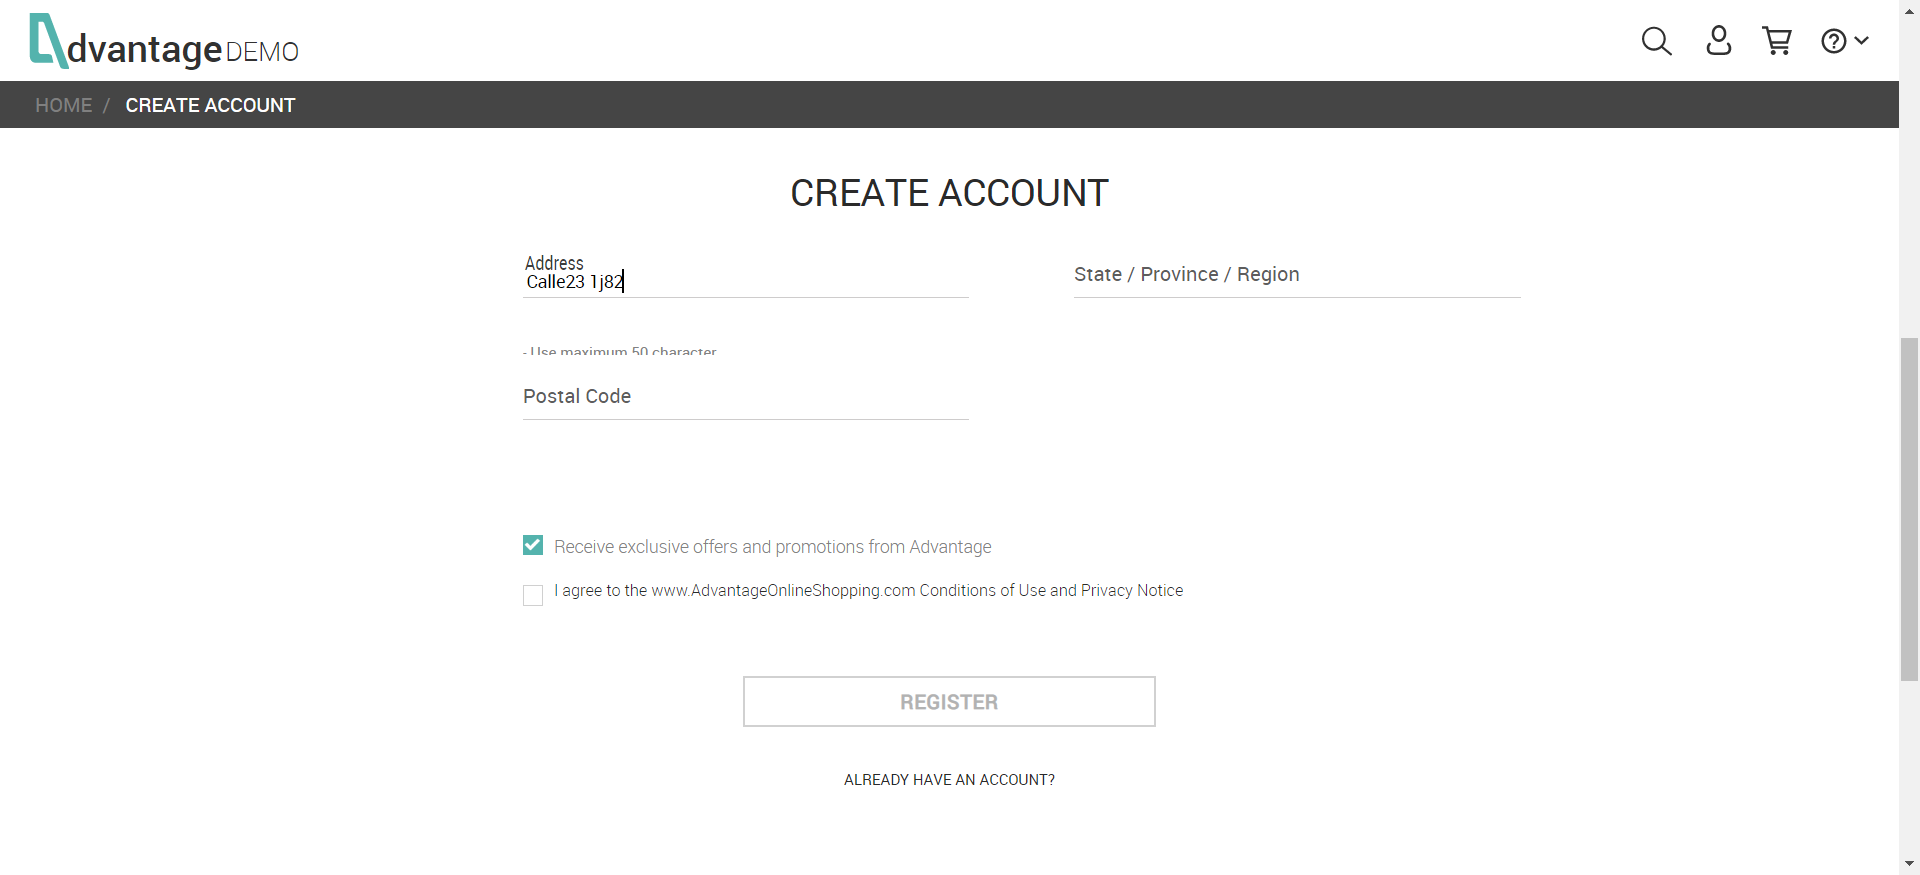 dvantage DEMO
HOME / CREATE ACCOUNT
CREATE ACCOUNT
Address
Calle23 1j82
State / Province / Region
- Use maximum 50 character
Postal Code
Receive exclusive offers and promotions from Advantage
I agree to the www.AdvantageOnlineShopping.com Conditions of Use and Privacy Notice
REGISTER
ALREADY HAVE AN ACCOUNT?